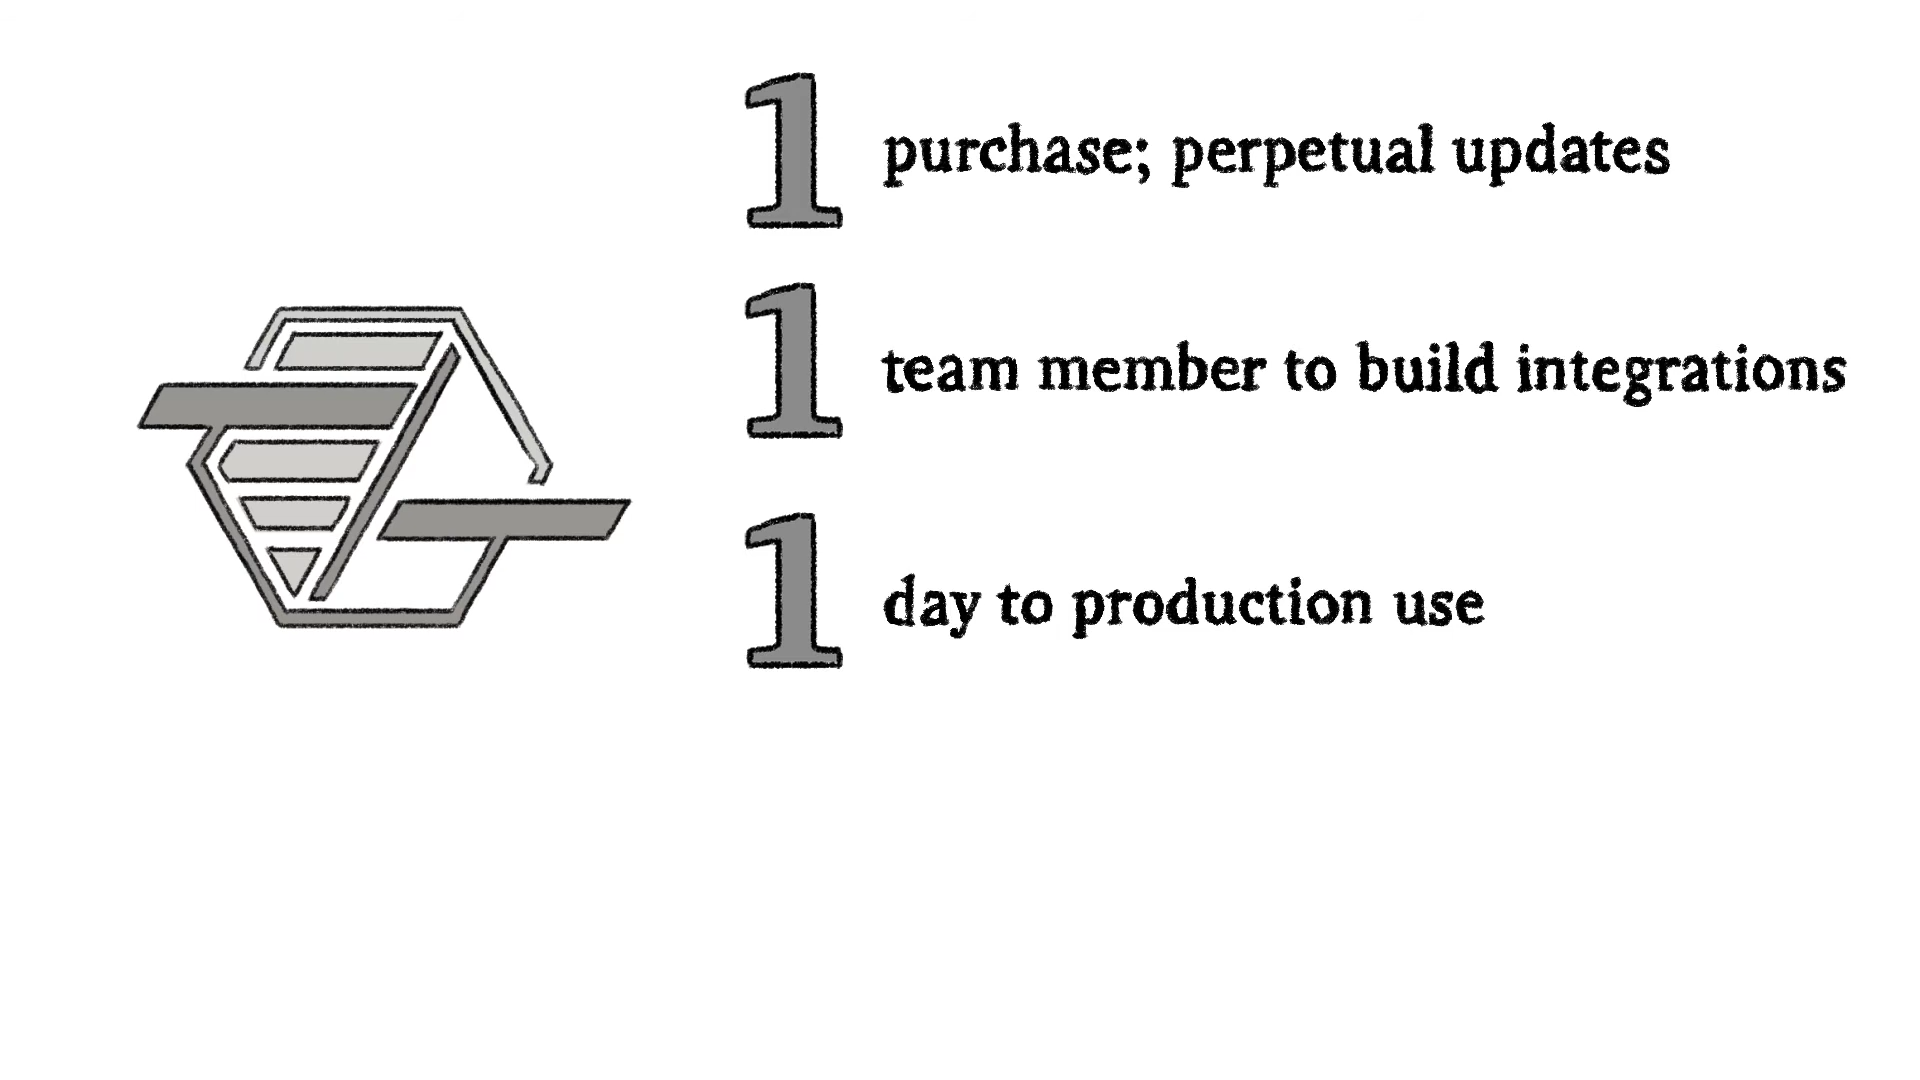 1 purchase; perpetual updates
1 team member to build integrations
1 day to production use